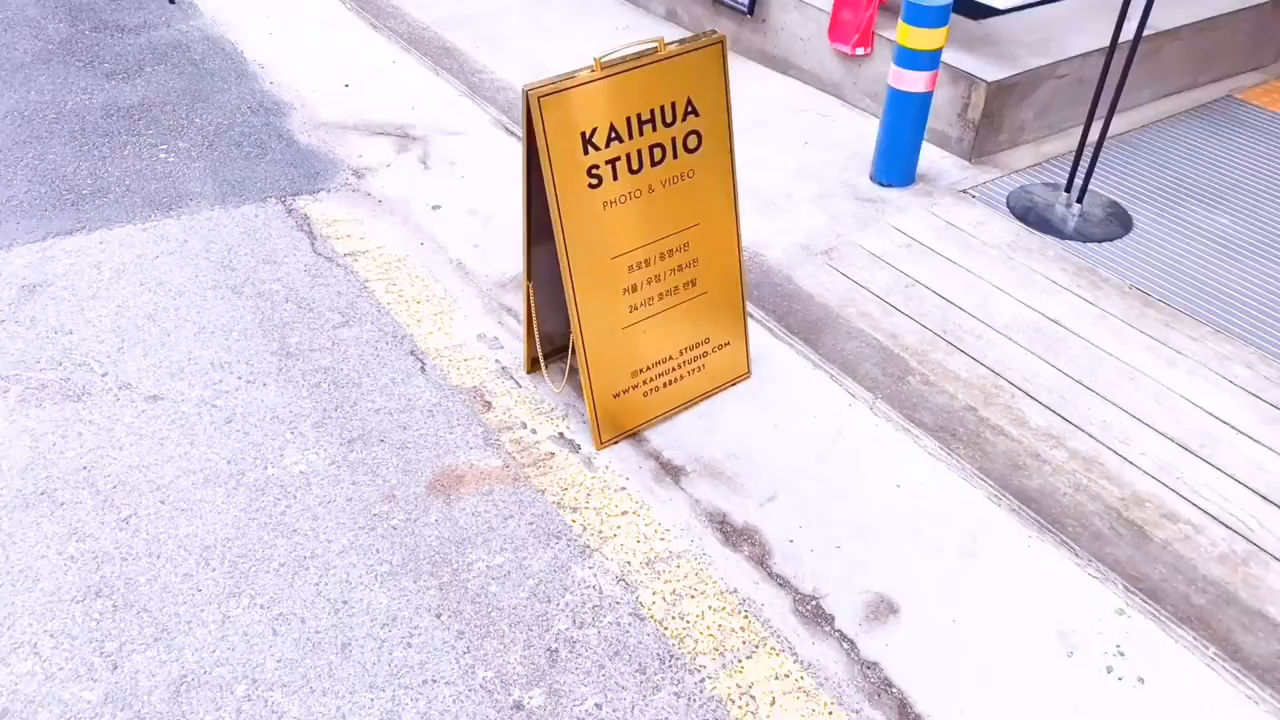 KAIHUA
STUDIO
PHOTO & VIDEO
프로필 / 증명사진
커플 / 우정 / 가족사진
24시간 호리존 렌탈
@KAIHUA_STUDIO
WWW.KAIHUASTUDIO.COM
070-8865-1731